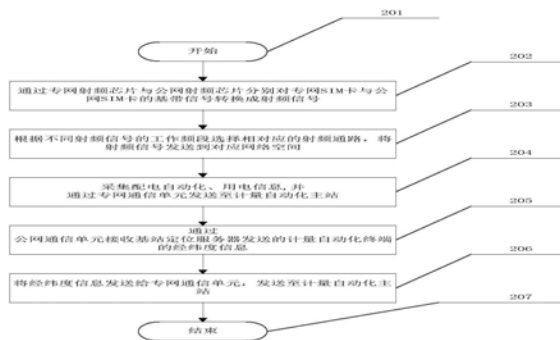 201
开始
202
通过专网射频芯片与公网射频芯片分别对专网SIM卡与公
网SIM卡的基带信号转换成射频信号
203
根据不同射频信号的工作频段选择相对应的射频通路，将
射频信号发送到对应网络空间
204
采集配电自动化、用电信息,并
通过专网通信单元发送至计量自动化主站
205
通过
公网通信单元接收基站定位服务器发送的计量自动化终端
的经纬度信息
206
将经纬度信息发送给专网通信单元，发送至计量自动化主
站
207
结束